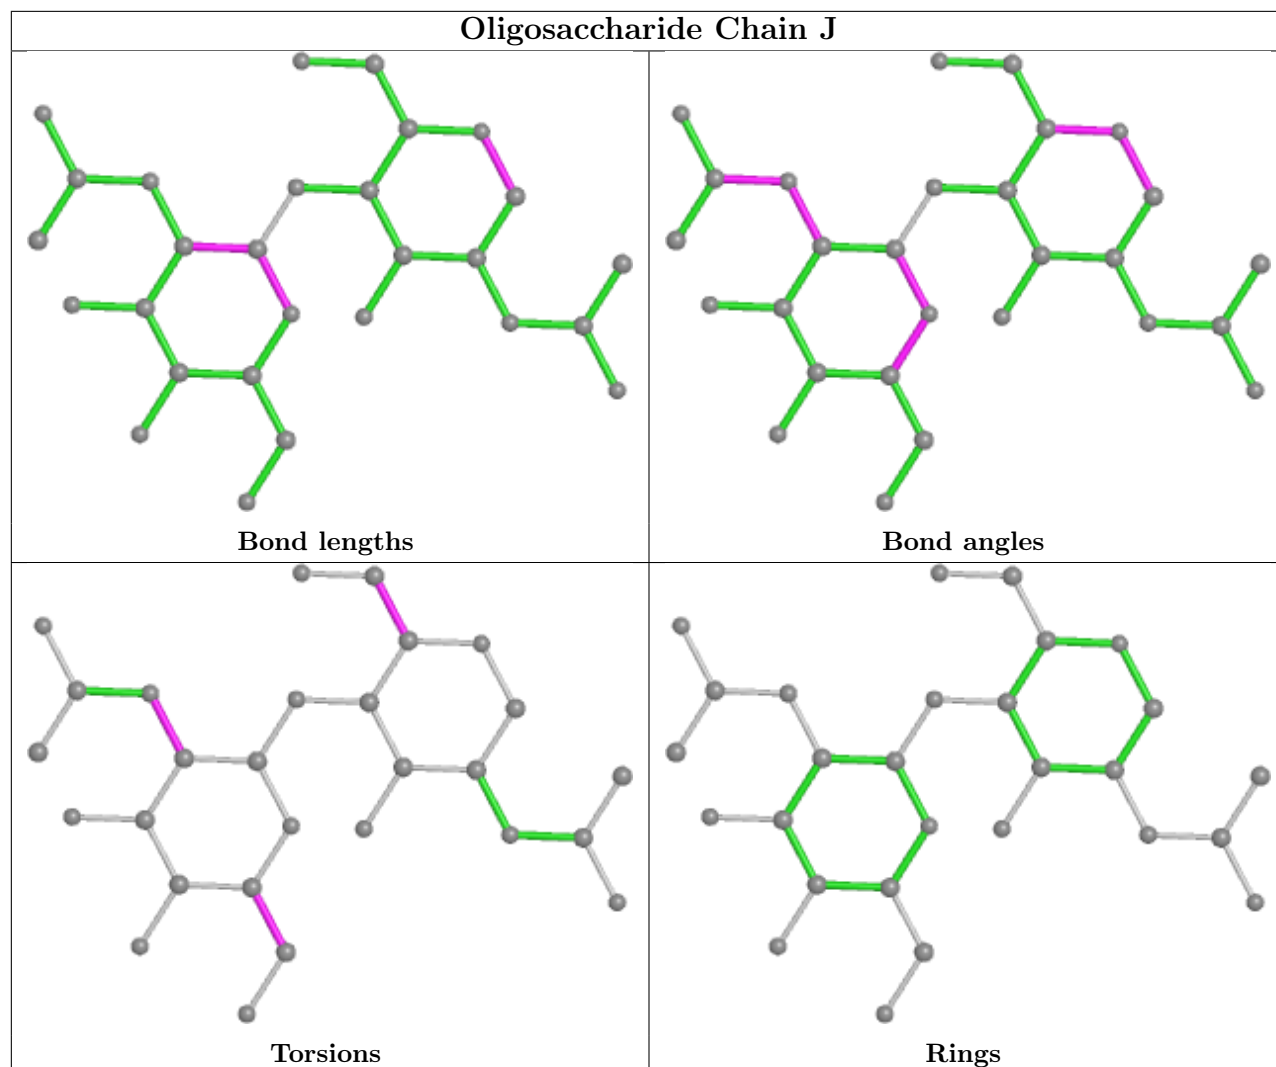 Oligosaccharide Chain J
Bond lengths
Bond angles
Torsions
Rings